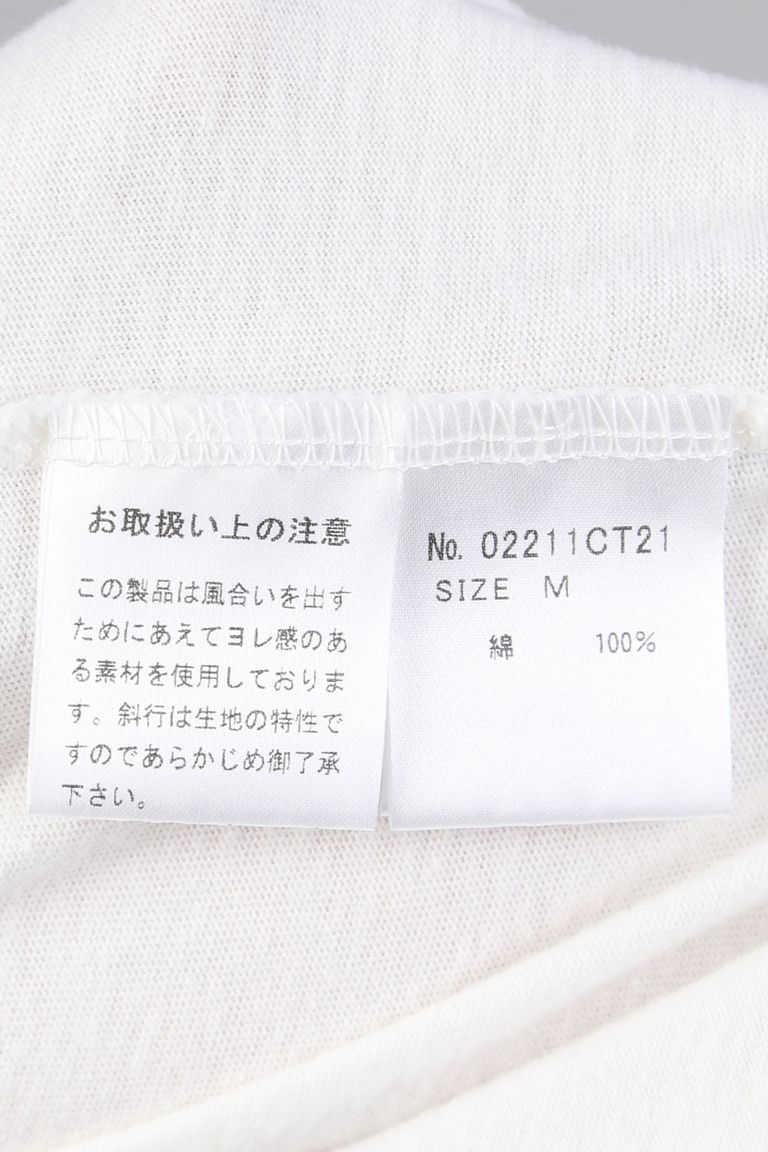 お取扱い上の注意
この製品は風合いを出す
ためにあえてヨレ感のあ
る素材を使用しておりま
す。斜行は生地の特性で
すのであらかじめ御了承
下さい。
No. 02211CT21
SIZE M
綿 100%